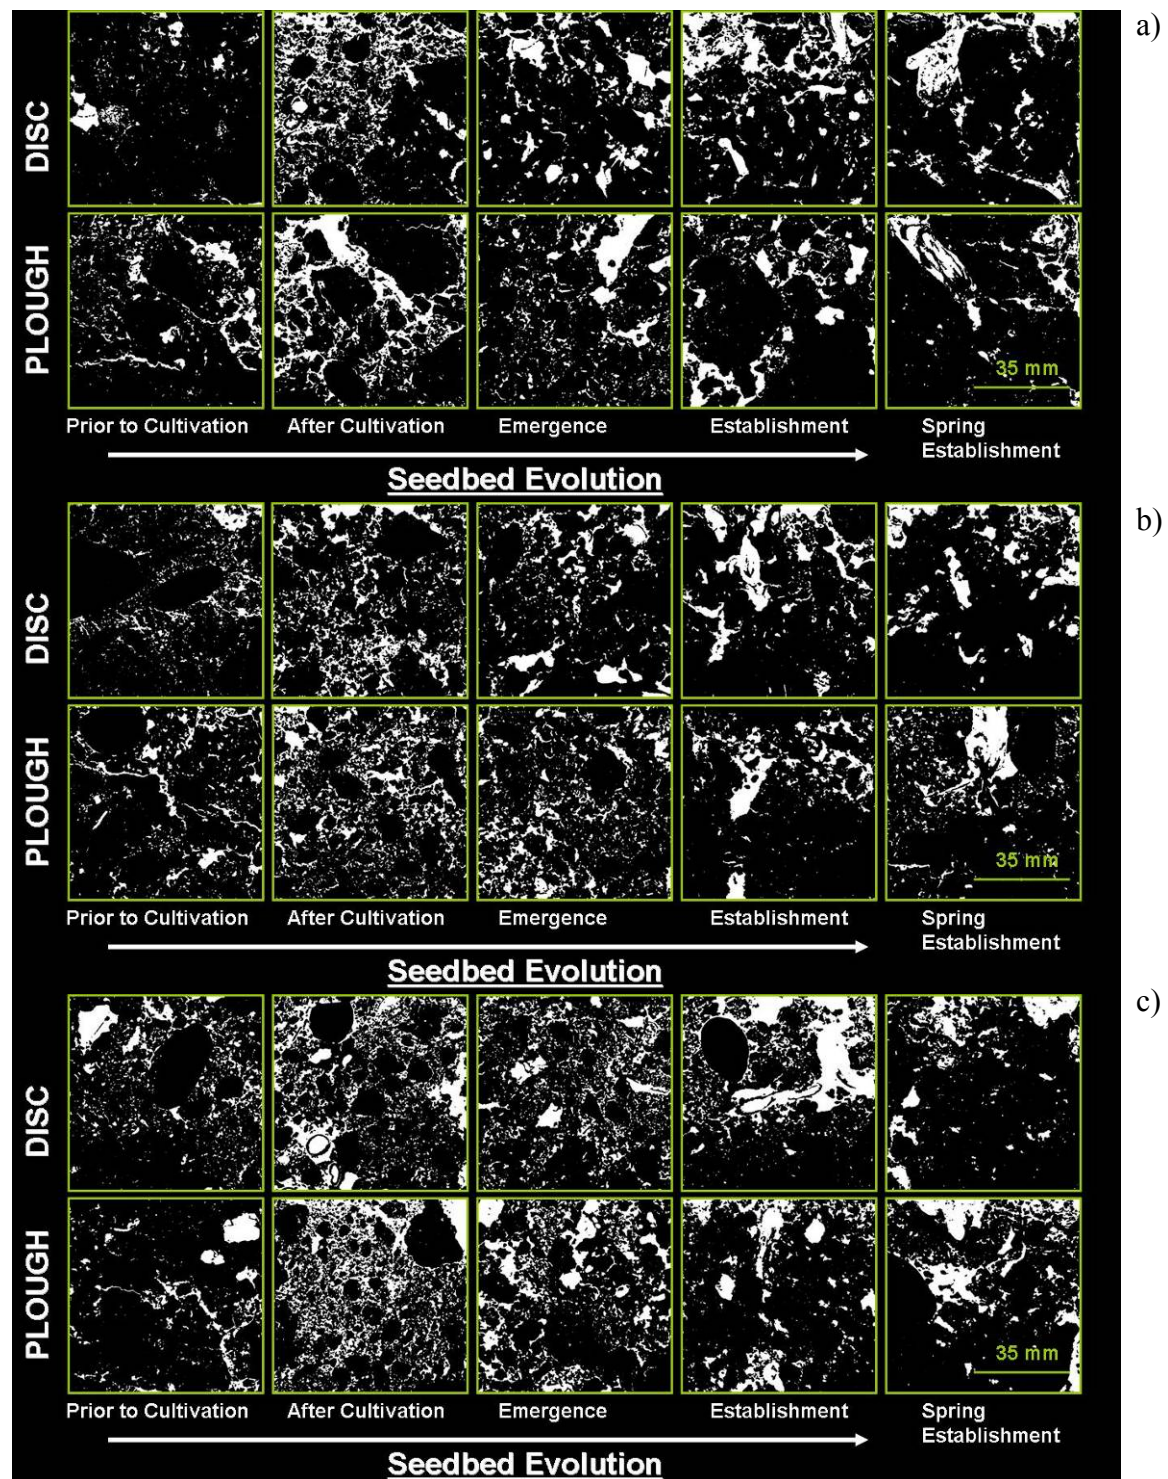 a)
DISC
PLOUGH
35 mm
Prior to Cultivation After Cultivation Emergence Establishment Spring Establishment
Seedbed Evolution
b)
DISC
PLOUGH
35 mm
Prior to Cultivation After Cultivation Emergence Establishment Spring Establishment
Seedbed Evolution
c)
DISC
PLOUGH
35 mm
Prior to Cultivation After Cultivation Emergence Establishment Spring Establishment
Seedbed Evolution